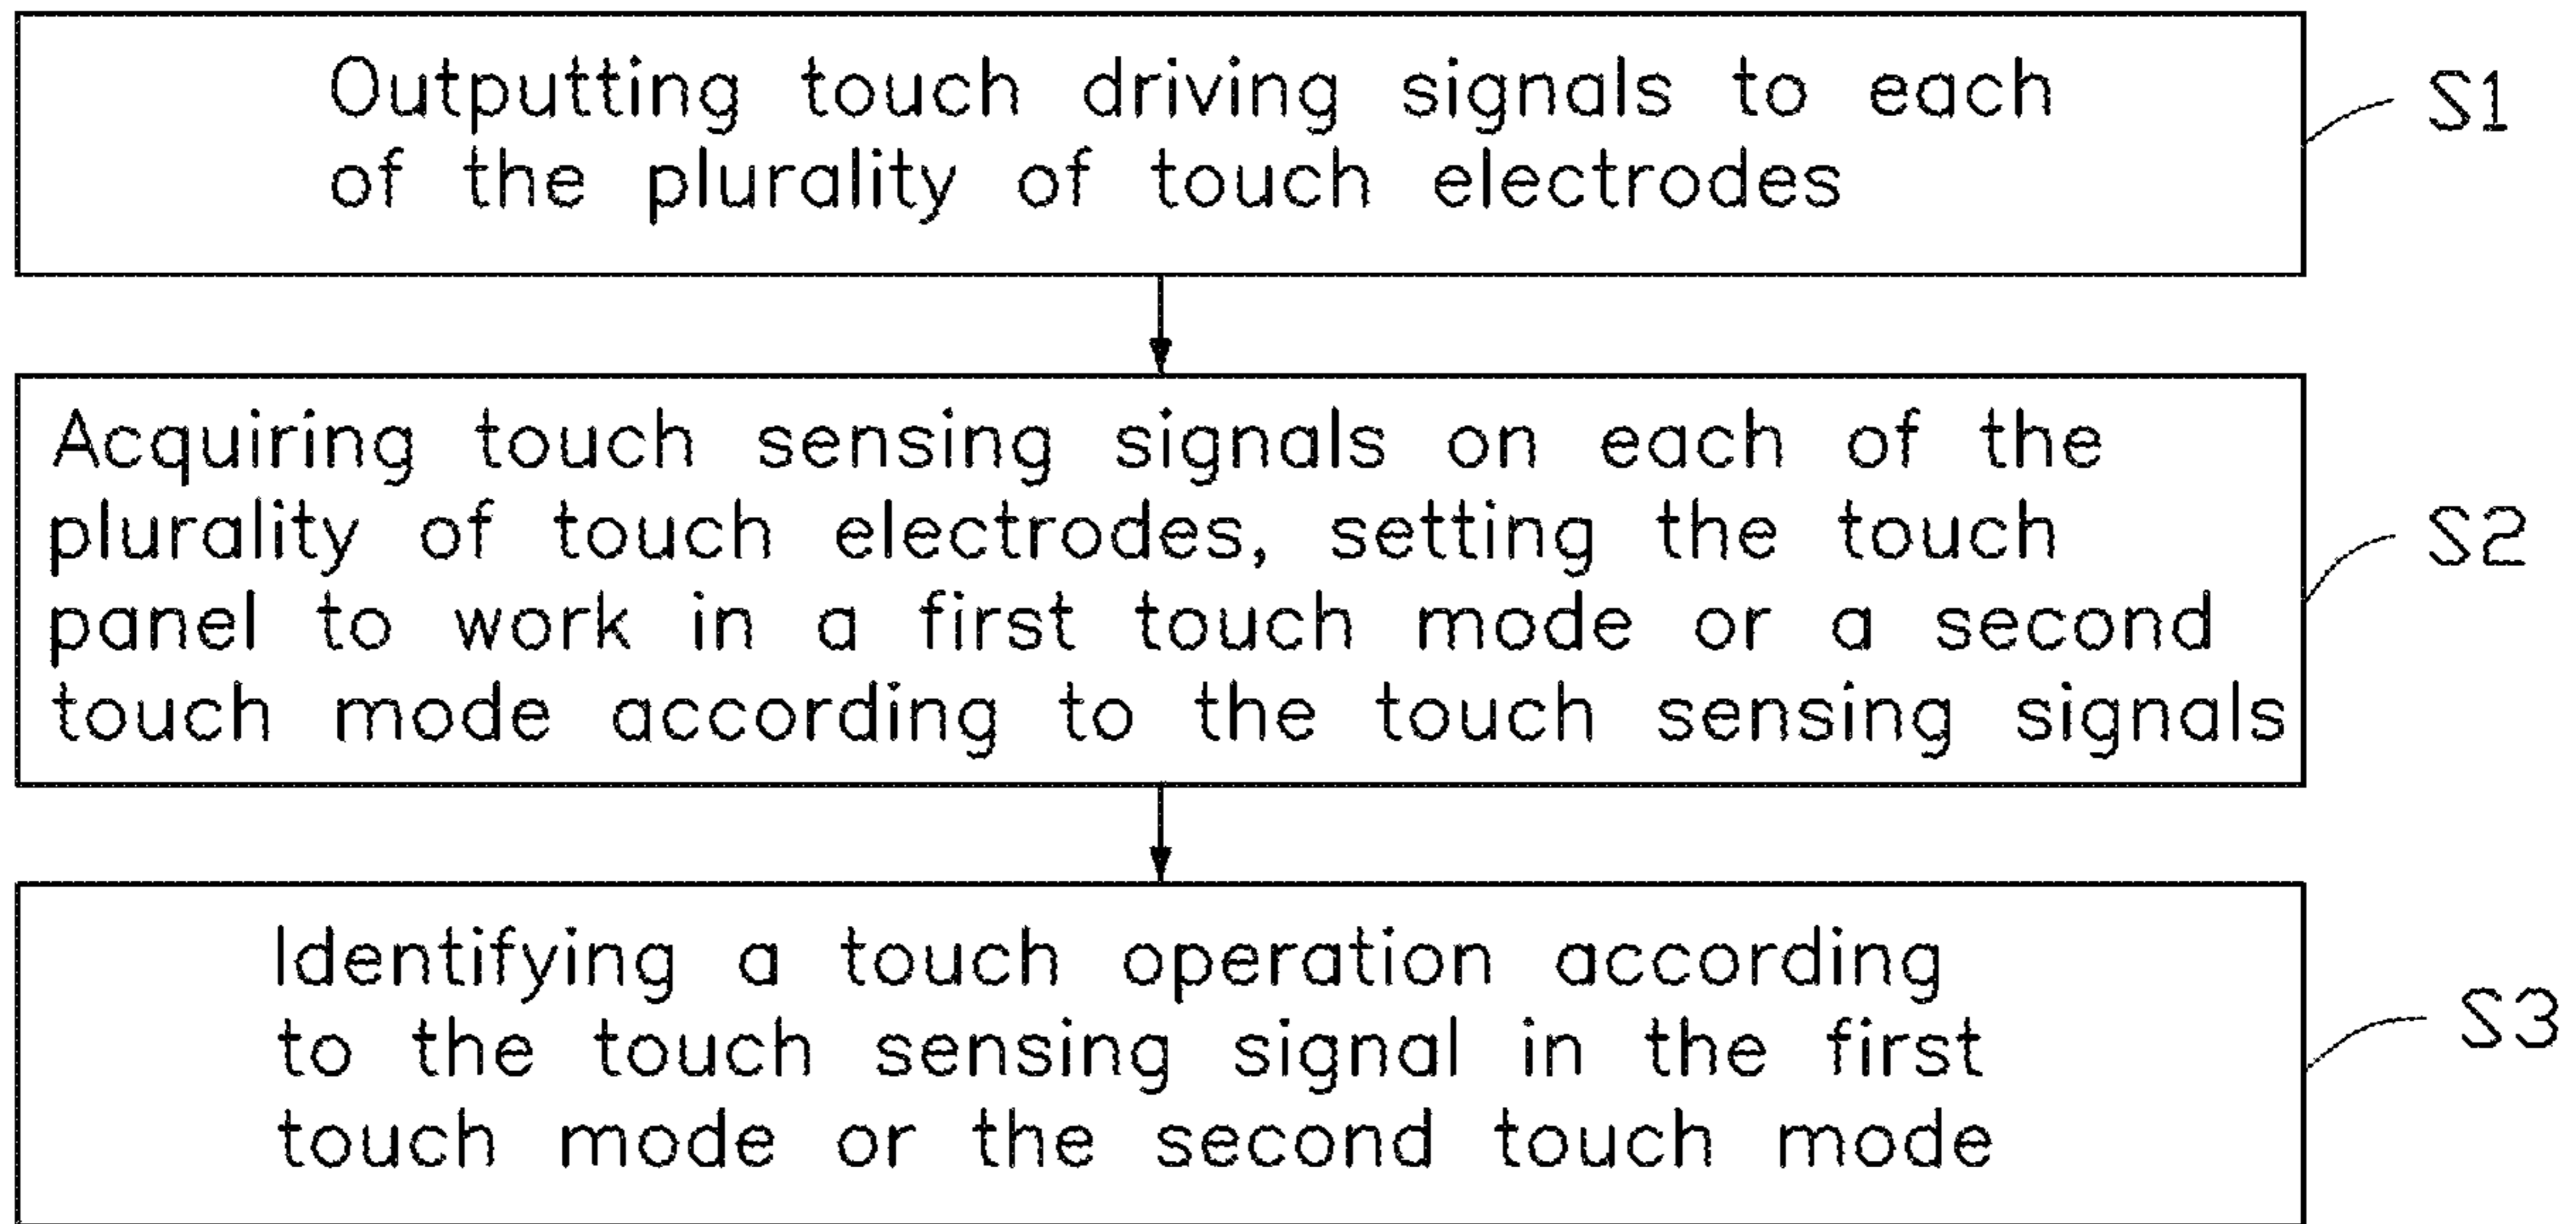 Outputting touch driving signals to each
of the plurality of touch electrodes
S1
Acquiring touch sensing signals on each of the
plurality of touch electrodes, setting the touch
panel to work in a first touch mode or a second
touch mode according to the touch sensing signals
S2
Identifying a touch operation according
to the touch sensing signal in the first
touch mode or the second touch mode
S3